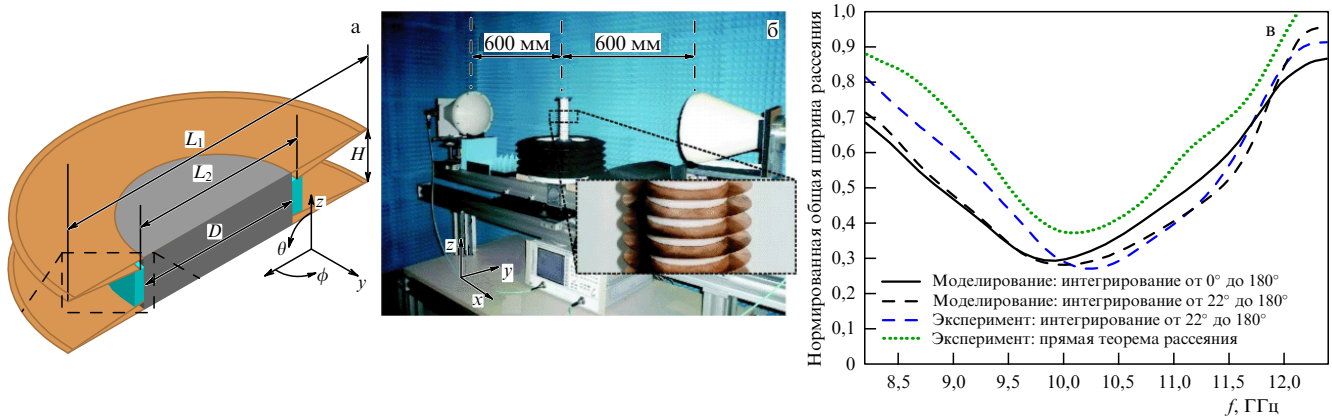 а
L₁
L₂
H
D
z
θ
ϕ
y
б
600 мм
600 мм
z
y
x
в
Нормированная общая ширина рассеяния
1,0
0,9
0,8
0,7
0,6
0,5
0,4
0,3
0,2
0,1
0
Моделирование: интегрирование от 0° до 180°
Моделирование: интегрирование от 22° до 180°
Эксперимент: интегрирование от 22° до 180°
Эксперимент: прямая теорема рассеяния
8,5 9,0 9,5 10,0 10,5 11,0 11,5 12,0
f, ГГц